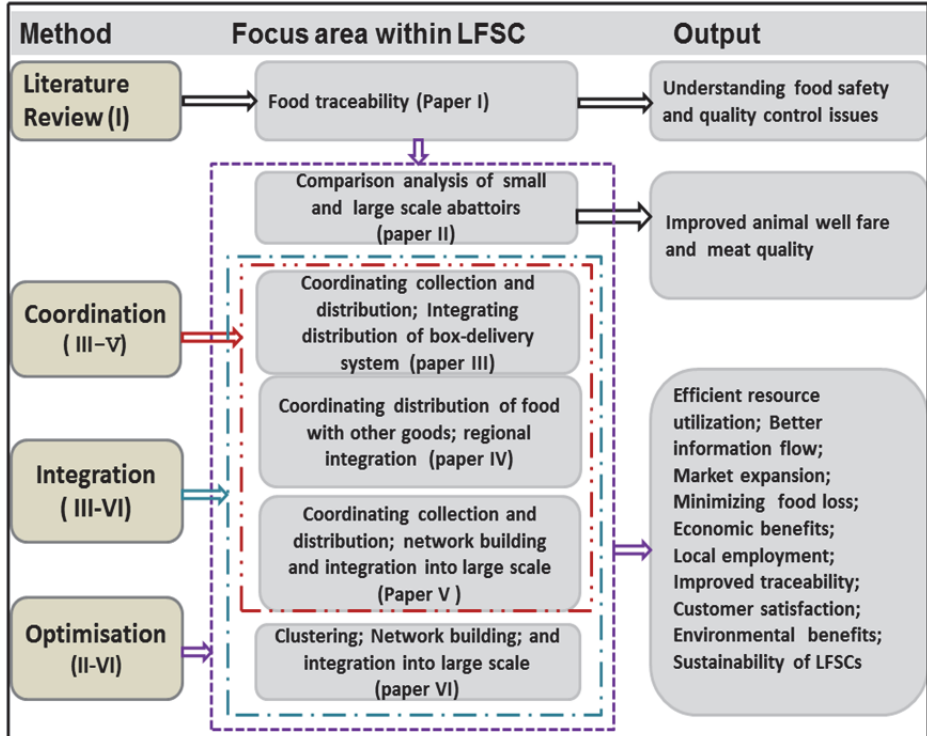 Method
Focus area within LFSC
Output
Literature
Review (I)
Food traceability (Paper I)
Understanding food safety
and quality control issues
Comparison analysis of small
and large scale abattoirs
(paper II)
Improved animal well fare
and meat quality
Coordination
( III–V)
Coordinating collection and
distribution; Integrating
distribution of box-delivery
system (paper III)
Coordinating distribution of food
with other goods; regional
integration (paper IV)
Integration
( III-VI)
Coordinating collection and
distribution; network building
and integration into large scale
(Paper V )
Optimisation
(II-VI)
Clustering; Network building; and
integration into large scale
(paper VI)
Efficient resource
utilization; Better
information flow;
Market expansion;
Minimizing food loss;
Economic benefits;
Local employment;
Improved traceability;
Customer satisfaction;
Environmental benefits;
Sustainability of LFSCs